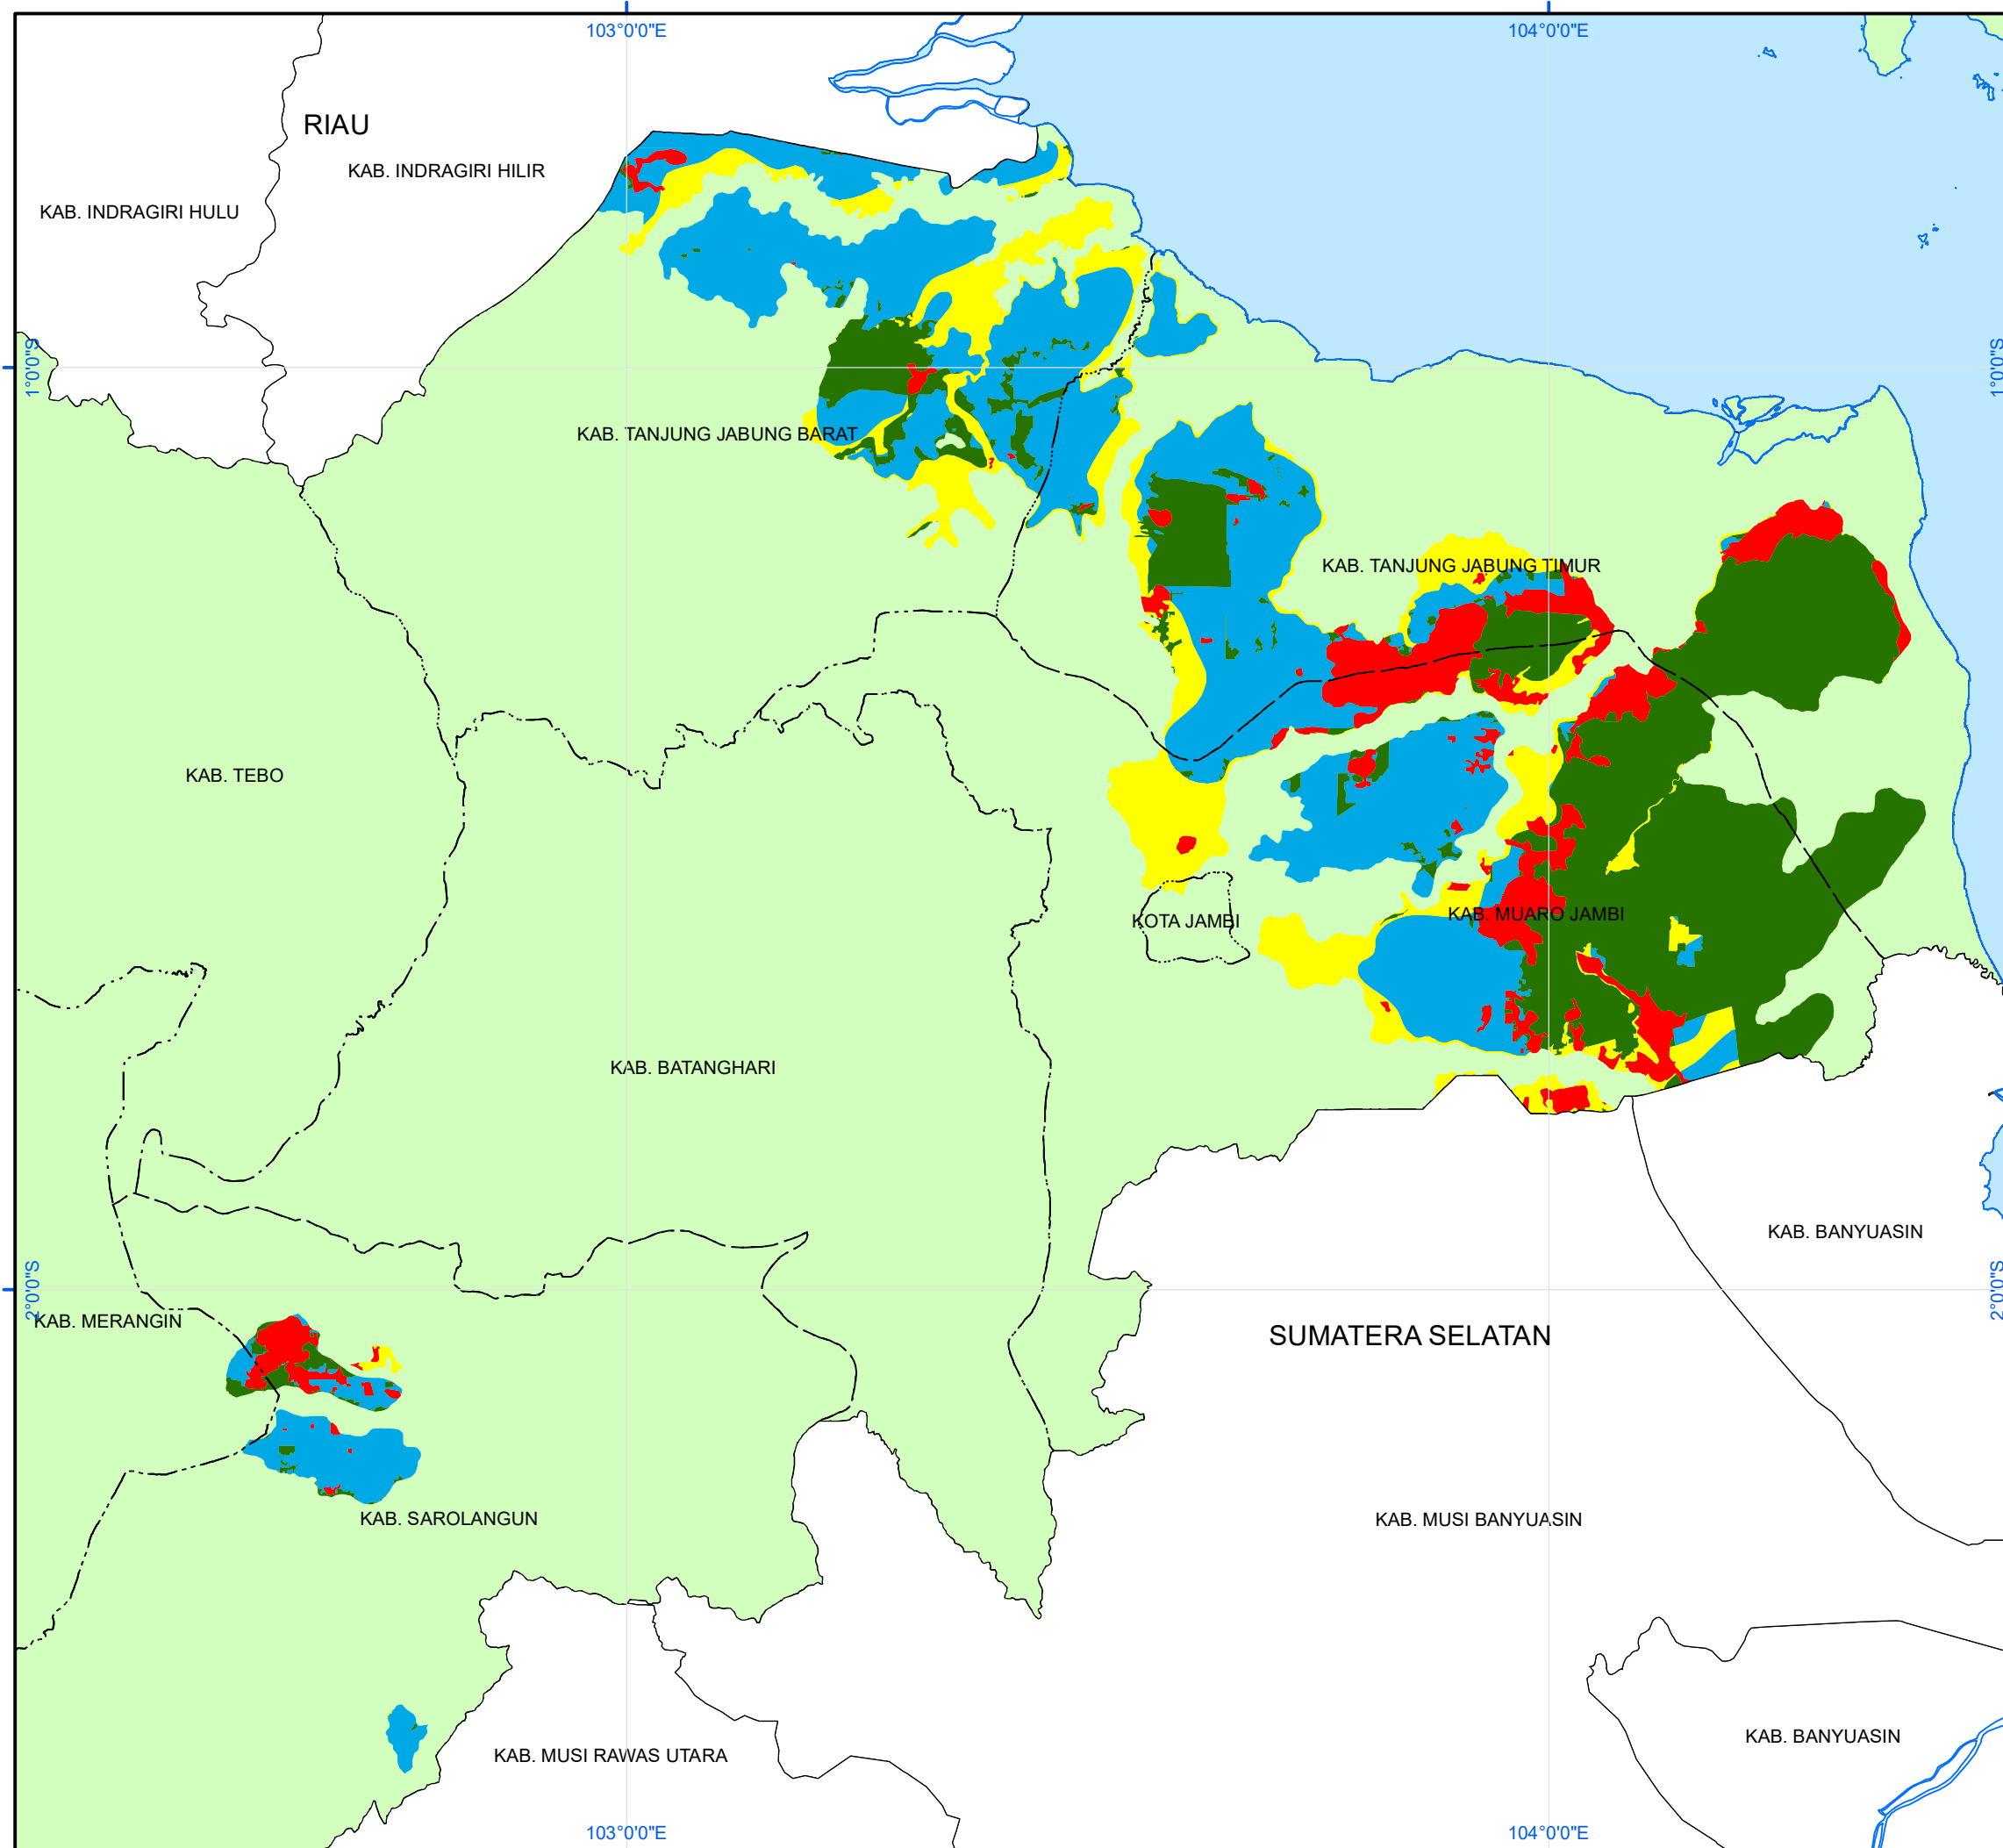 103°0'0"E
104°0'0"E
RIAU
KAB. INDRAGIRI HILIR
KAB. INDRAGIRI HULU
1°0'0"S
1°0'0"S
KAB. TANJUNG JABUNG BARAT
KAB. TANJUNG JABUNG TIMUR
KAB. TEBO
KOTA JAMBI
KAB. MUARO JAMBI
KAB. BATANGHARI
KAB. BANYUASIN
2°0'0"S
2°0'0"S
KAB. MERANGIN
SUMATERA SELATAN
KAB. SAROLANGUN
KAB. MUSI BANYUASIN
KAB. BANYUASIN
KAB. MUSI RAWAS UTARA
103°0'0"E
104°0'0"E